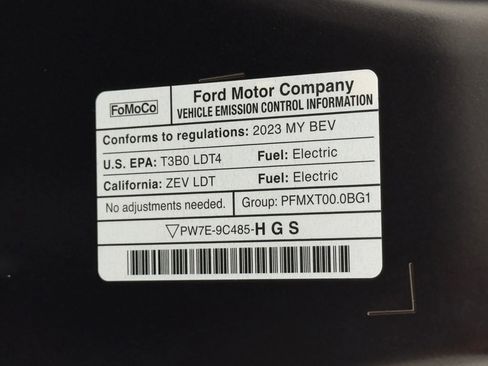 FoMoCo
Ford Motor Company
VEHICLE EMISSION CONTROL INFORMATION
Conforms to regulations: 2023 MY BEV
U.S. EPA: T3B0 LDT4 Fuel: Electric
California: ZEV LDT Fuel: Electric
No adjustments needed. Group: PFMXT00.0BG1
▽PW7E-9C485-H G S